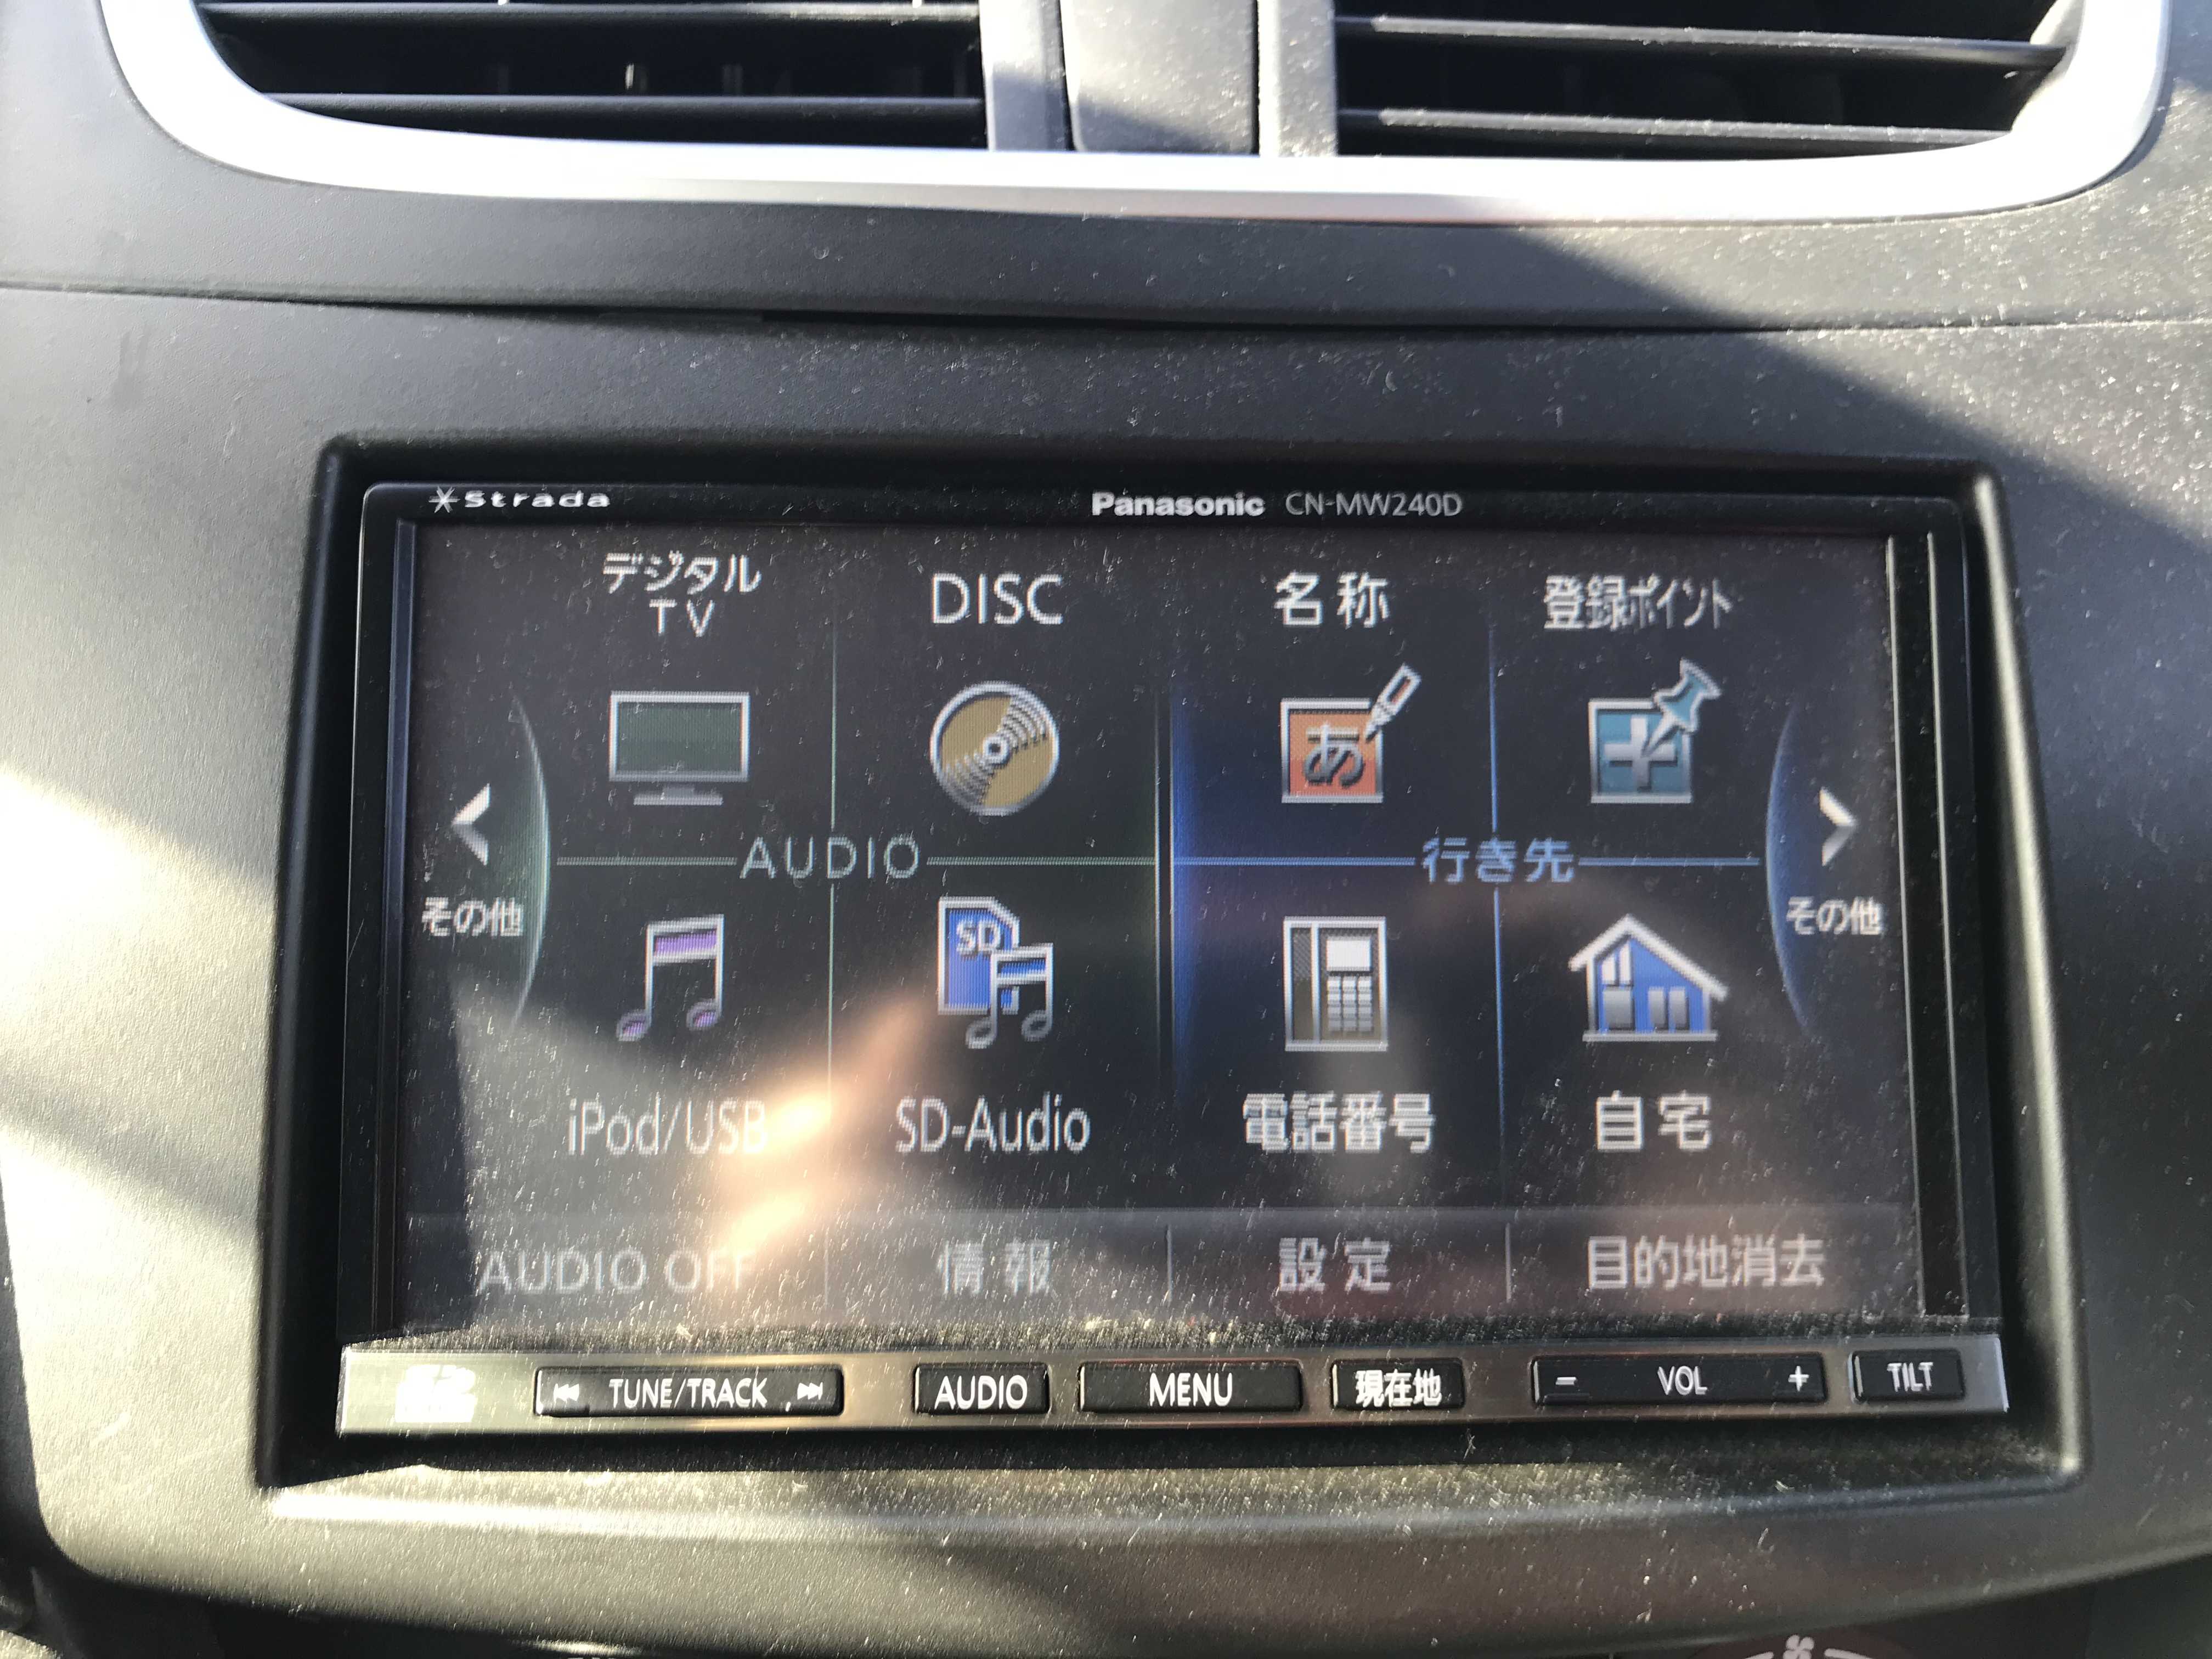 Strada
Panasonic CN-MW240D
デジタル
TV
DISC
名称
登録ポイント
あ
AUDIO
行き先
その他
その他
SD
iPod/USB
SD-Audio
電話番号
自宅
AUDIO OFF
情報
設定
目的地消去
TUNE/TRACK
AUDIO
MENU
現在地
− VOL +
TILT